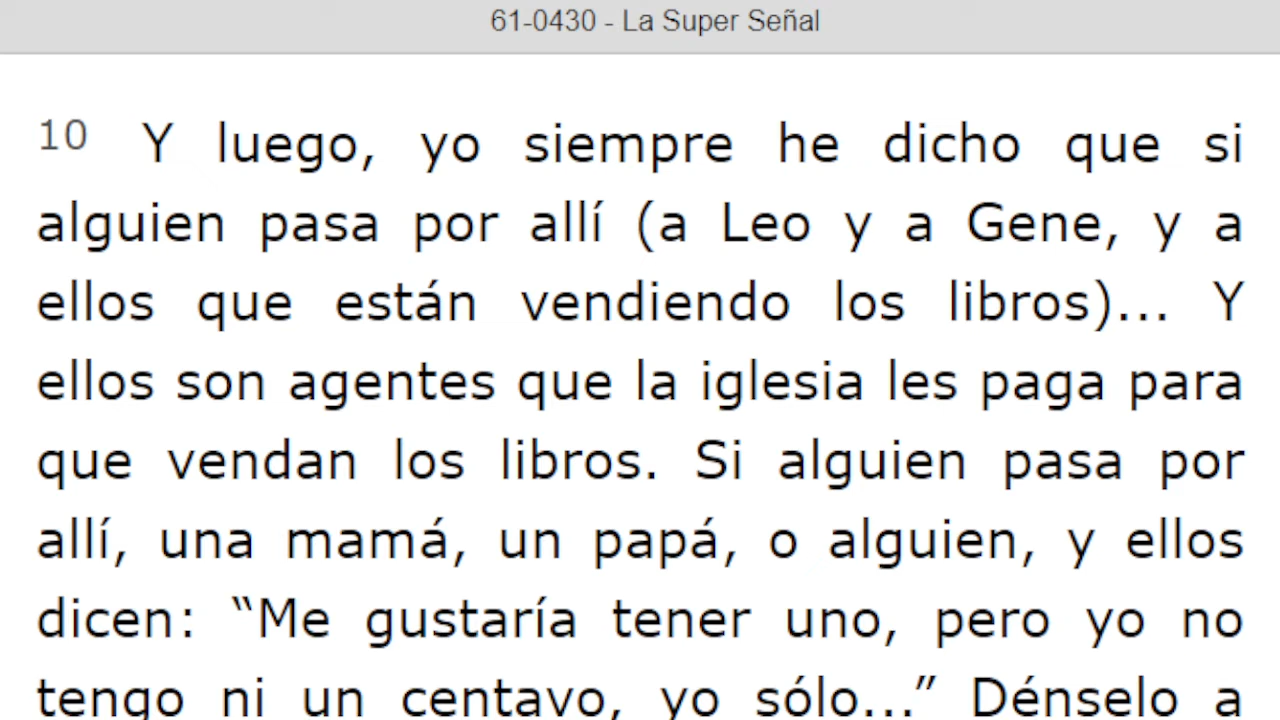 61-0430 - La Super Señal
10 Y luego, yo siempre he dicho que si
alguien pasa por allí (a Leo y a Gene, y a
ellos que están vendiendo los libros)... Y
ellos son agentes que la iglesia les paga para
que vendan los libros. Si alguien pasa por
allí, una mamá, un papá, o alguien, y ellos
dicen: “Me gustaría tener uno, pero yo no
tengo ni un centavo, yo sólo...” Dénselo a